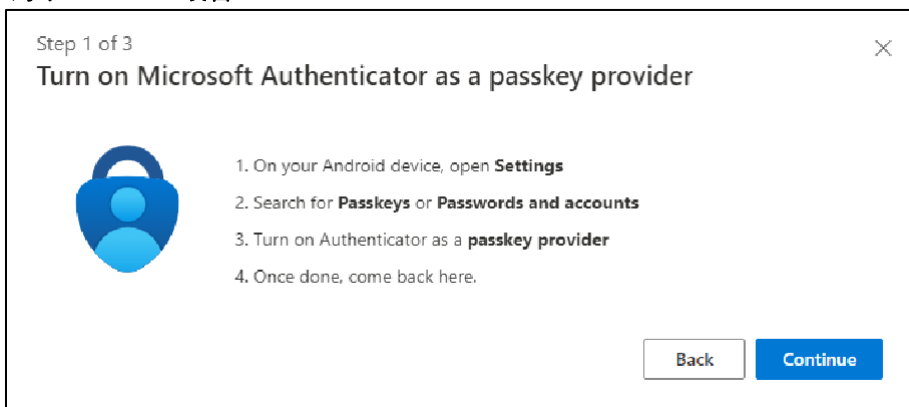 Step 1 of 3
Turn on Microsoft Authenticator as a passkey provider
1. On your Android device, open Settings
2. Search for Passkeys or Passwords and accounts
3. Turn on Authenticator as a passkey provider
4. Once done, come back here.
Back
Continue